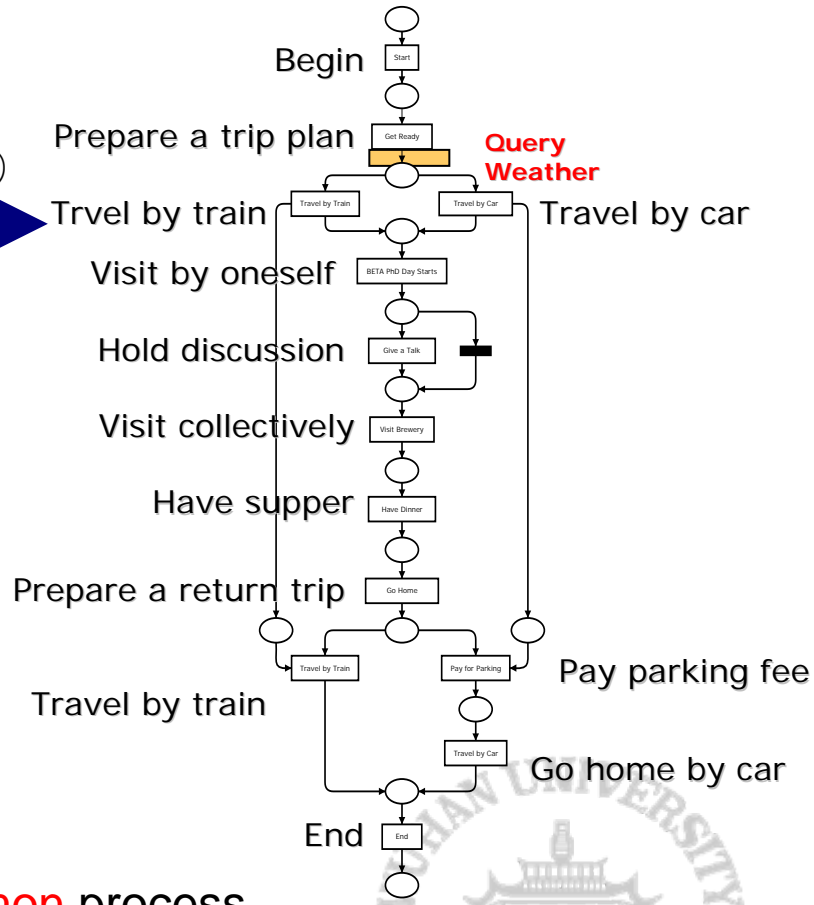 Begin
Start
Prepare a trip plan
Get Ready
Query
Weather
Trvel by train
Travel by Train
Travel by Car
Travel by car
Visit by oneself
BETA PhD Day Starts
Hold discussion
Give a Talk
Visit collectively
Visit Brewery
Have supper
Have Dinner
Prepare a return trip
Go Home
Travel by Train
Pay for Parking
Pay parking fee
Travel by train
Travel by Car
Go home by car
End
End
process